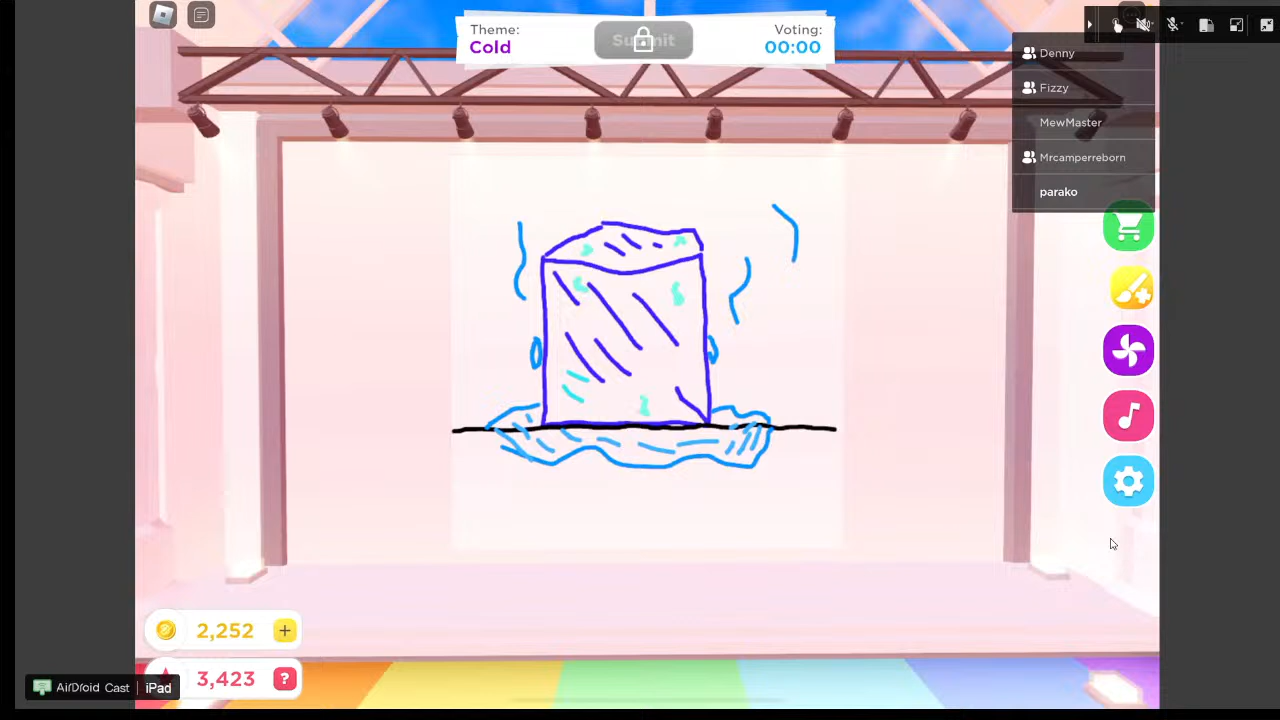 Theme:
Cold
Submit
Voting:
00:00
Denny
Fizzy
MewMaster
Mrcamperreborn
parako
2,252
+
3,423
?
AirDroid Cast | iPad